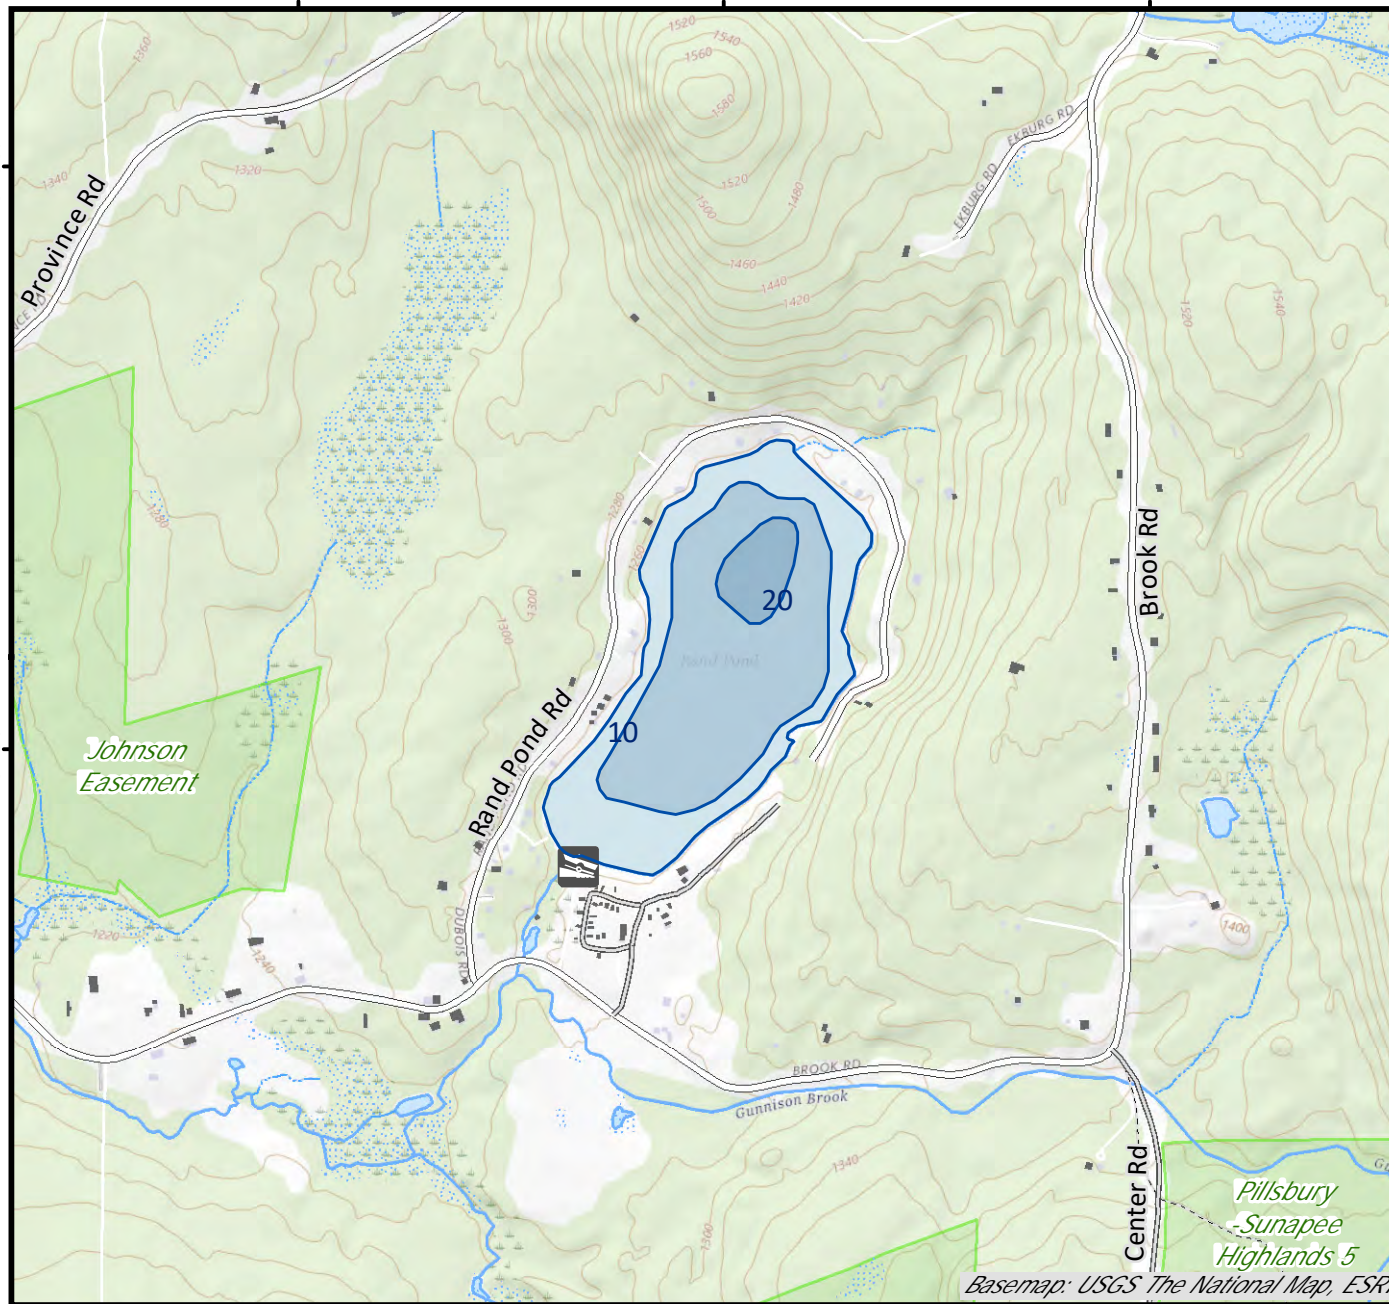 1520
1540
1560
1580
1360
EKBURG RD
1340
1320
Province Rd
EKBURG RD
1520
1480
1500
1460
1440
1420
1520
1540
1280
1280
1260
Brook Rd
20
1300
1300
Rand Pond
Rand Pond Rd
10
Johnson
Easement
DUBOIS RD
1220
1240
1400
BROOK RD
Gunnison Brook
1340
1300
Center Rd
Pillsbury
-Sunapee
Highlands 5
Basemap: USGS The National Map, ESR